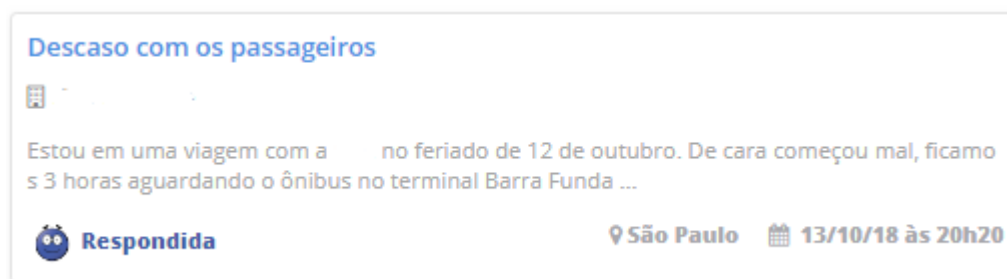 Descaso com os passageiros
Estou em uma viagem com a no feriado de 12 de outubro. De cara começou mal, ficamo
s 3 horas aguardando o ônibus no terminal Barra Funda ...
Respondida São Paulo 13/10/18 às 20h20